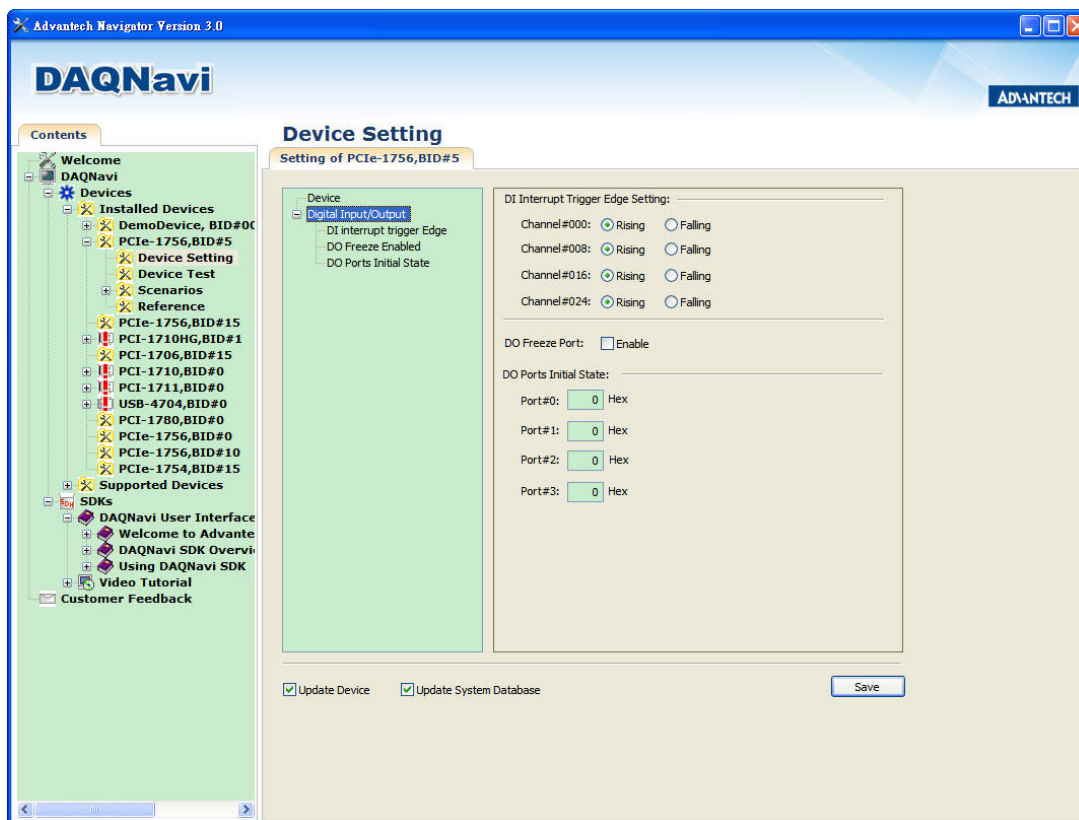 Advantech Navigator Version 3.0
DAQNavi
ADVANTECH
Contents
Welcome
DAQNavi
Devices
Installed Devices
DemoDevice, BID#0(
PCIe-1756,BID#5
Device Setting
Device Test
Scenarios
Reference
PCIe-1756,BID#15
PCI-1710HG,BID#1
PCI-1706,BID#15
PCI-1710,BID#0
PCI-1711,BID#0
USB-4704,BID#0
PCI-1780,BID#0
PCIe-1756,BID#0
PCIe-1756,BID#10
PCIe-1754,BID#15
Supported Devices
SDKs
DAQNavi User Interface
Welcome to Advante
DAQNavi SDK Overvi
Using DAQNavi SDK
Video Tutorial
Customer Feedback
Device Setting
Setting of PCIe-1756,BID#5
Device
Digital Input/Output
DI interrupt trigger Edge
DO Freeze Enabled
DO Ports Initial State
DI Interrupt Trigger Edge Setting:
Channel#000: Rising Falling
Channel#008: Rising Falling
Channel#016: Rising Falling
Channel#024: Rising Falling
DO Freeze Port: Enable
DO Ports Initial State:
Port#0: 0 Hex
Port#1: 0 Hex
Port#2: 0 Hex
Port#3: 0 Hex
Update Device Update System Database Save